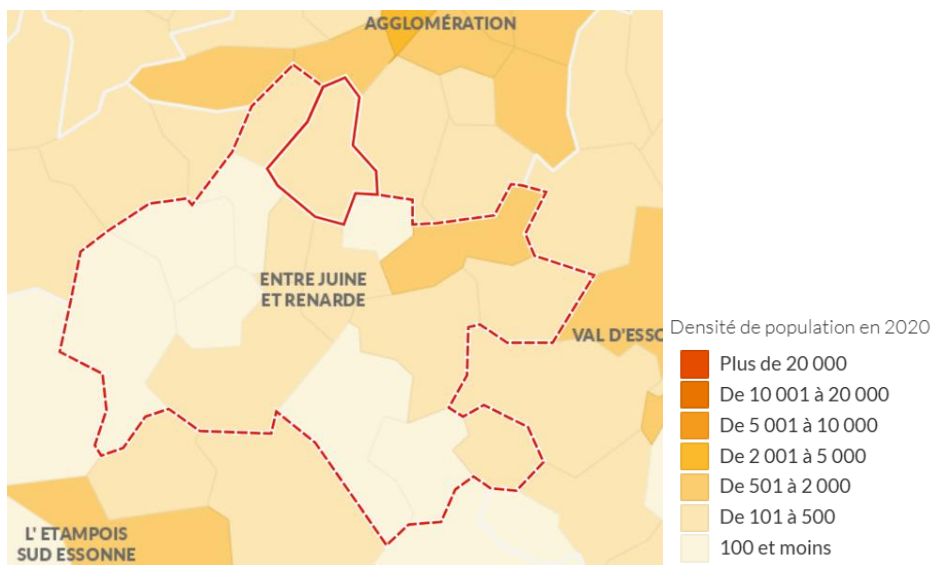 AGGLOMÉRATION
ENTRE JUINE
ET RENARDE
VAL D'ESSO
L' ETAMPOIS
SUD ESSONNE
Densité de population en 2020
Plus de 20 000
De 10 001 à 20 000
De 5 001 à 10 000
De 2 001 à 5 000
De 501 à 2 000
De 101 à 500
100 et moins